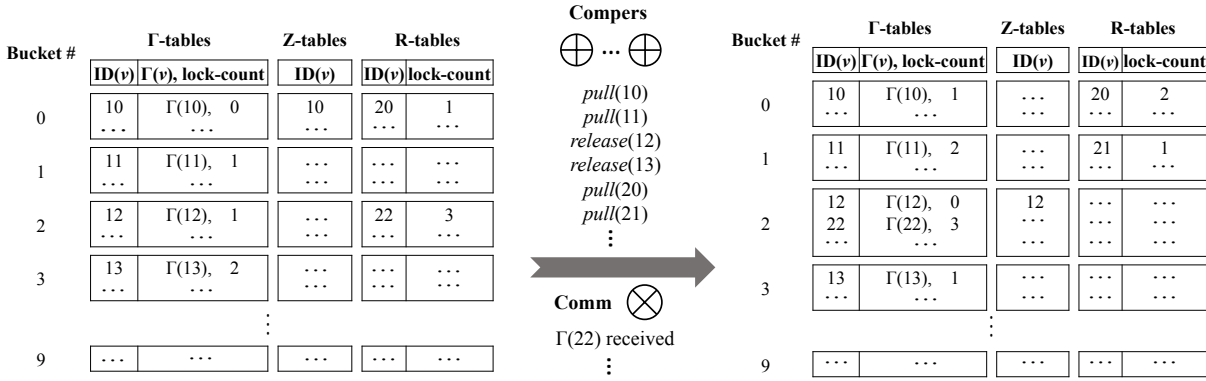 Compers
Γ-tables Z-tables R-tables
Bucket #
ID(v) Γ(v), lock-count ID(v) ID(v) lock-count
0
10 Γ(10), 0 10 20 1
... ... ... ... ...
1
11 Γ(11), 1 ... ... ...
... ... ... ... ...
2
12 Γ(12), 1 ... 22 3
... ... ... ... ...
3
13 Γ(13), 2 ... ... ...
... ... ... ... ...
⋮
9
... ... ... ... ...
...
pull(10)
pull(11)
release(12)
release(13)
pull(20)
pull(21)
⋮
Comm
Γ(22) received
⋮
Γ-tables Z-tables R-tables
Bucket #
ID(v) Γ(v), lock-count ID(v) ID(v) lock-count
0
10 Γ(10), 1 ... 20 2
... ... ... ... ...
1
11 Γ(11), 2 ... 21 1
... ... ... ... ...
2
12 Γ(12), 0 12 ... ...
22 Γ(22), 3 ... ... ...
... ... ... ... ...
3
13 Γ(13), 1 ... ... ...
... ... ... ... ...
⋮
9
... ... ... ... ...